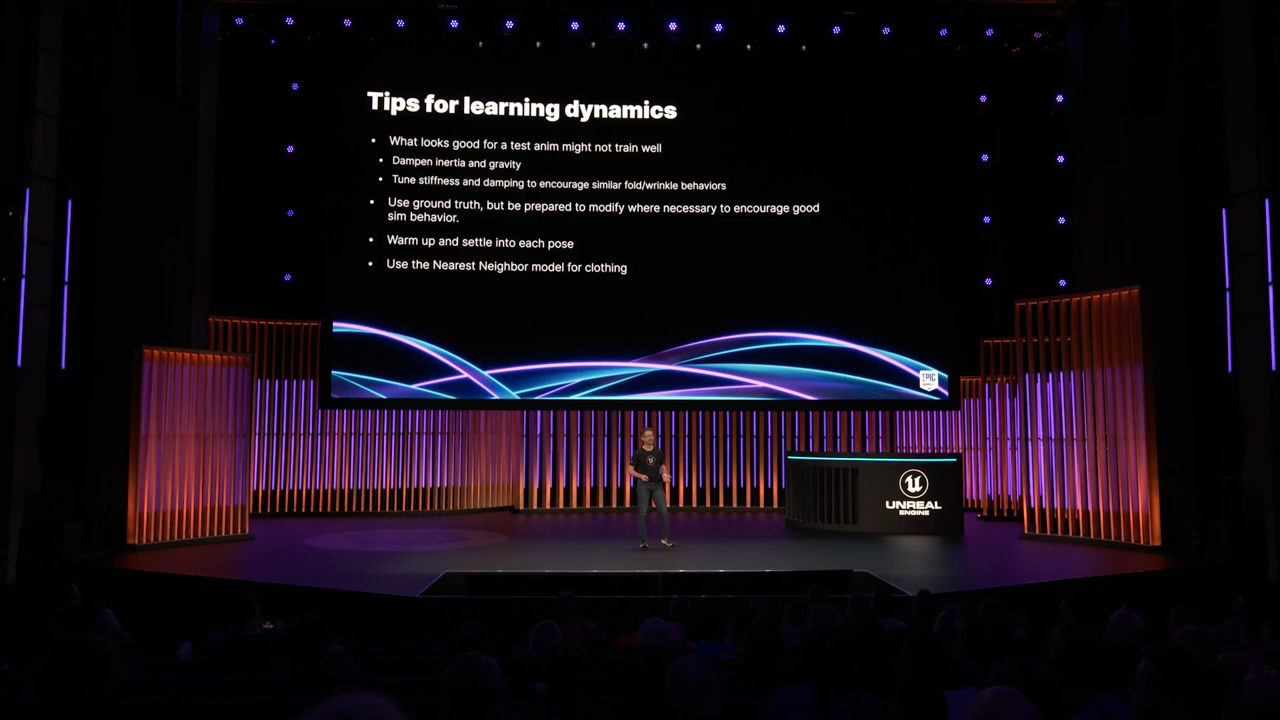 Tips for learning dynamics
• What looks good for a test anim might not train well
• Dampen inertia and gravity
• Tune stiffness and damping to encourage similar fold/wrinkle behaviors
• Use ground truth, but be prepared to modify where necessary to encourage good
sim behavior.
• Warm up and settle into each pose
• Use the Nearest Neighbor model for clothing
EPIC
UNREAL
ENGINE